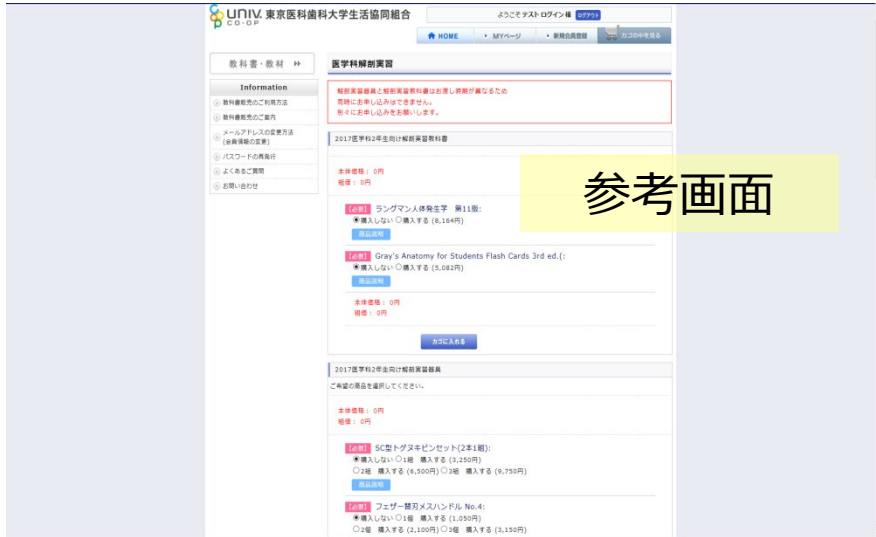 UNIV. 東京医科歯科大学生活協同組合
CO-OP
ようこそ テスト ログイン 様 ログアウト
HOME ・ MYページ ・ 新規会員登録 カゴの中を見る
教科書・教材
医学科解剖実習
Information
教科書販売のご利用方法
教科書販売のご案内
メールアドレスの変更方法
(会員情報の変更)
パスワードの再発行
よくあるご質問
お問い合わせ
解剖実習器具と解剖実習教科書はお渡し時期が異なるため
同時にお申し込みはできません。
別々にお申し込みをお願いします。
2017医学科2年生向け解剖実習教科書
本体価格: 0円
総価: 0円
参考画面
【必須】 ラングマン人体発生学 第11版:
購入しない 購入する (8,164円)
商品説明
【必須】 Gray's Anatomy for Students Flash Cards 3rd ed.(:
購入しない 購入する (5,082円)
商品説明
本体価格: 0円
総価: 0円
カゴに入れる
2017医学科2年生向け解剖実習器具
ご希望の商品を選択してください。
本体価格: 0円
総価: 0円
【必須】 SC型トゲヌキピンセット(2本1組):
購入しない 1組 購入する (3,250円)
2組 購入する (6,500円) 3組 購入する (9,750円)
商品説明
【必須】 フェザー替刃メスハンドル No.4:
購入しない 1個 購入する (1,050円)
2個 購入する (2,100円) 3個 購入する (3,150円)